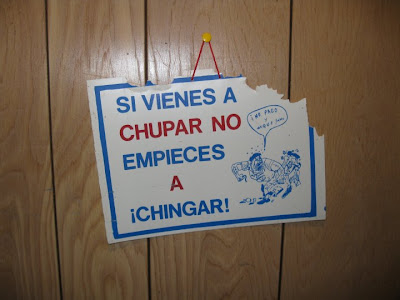 SI VIENES A
CHUPAR NO
EMPIECES
A
¡CHINGAR!